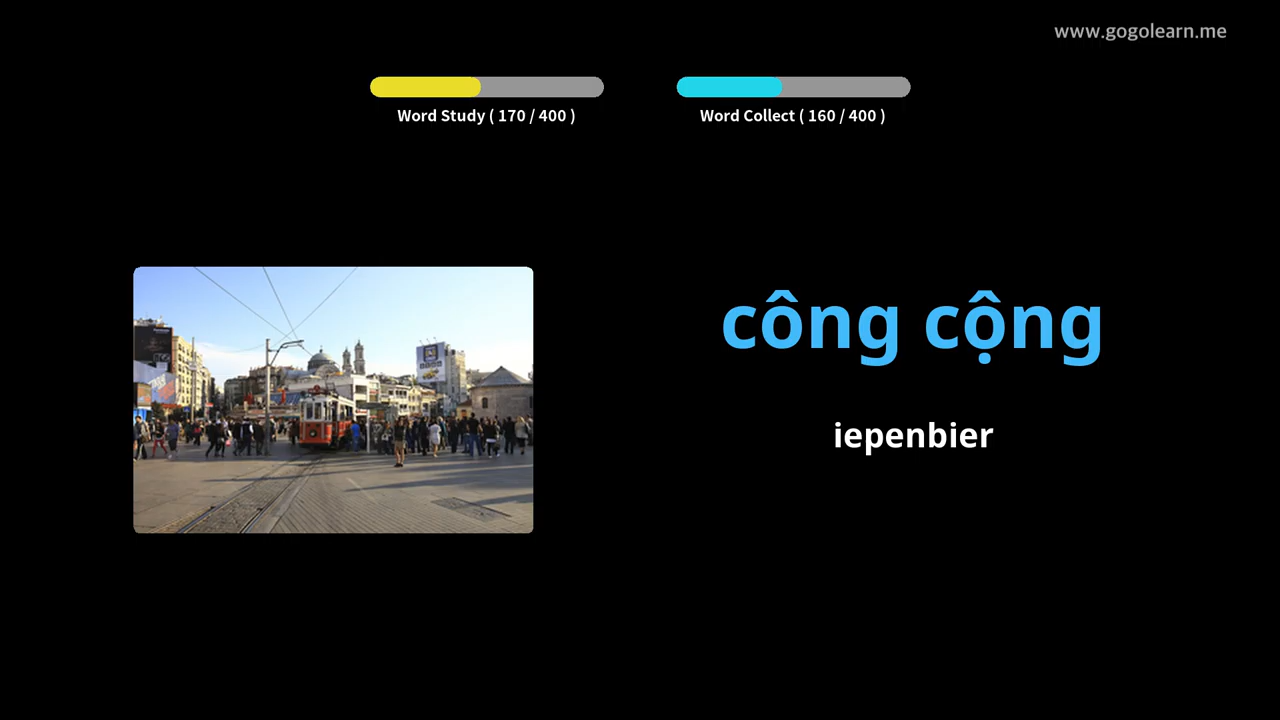 www.gogolearn.me
Word Study ( 170 / 400 )
Word Collect ( 160 / 400 )
công cộng
iepenbier